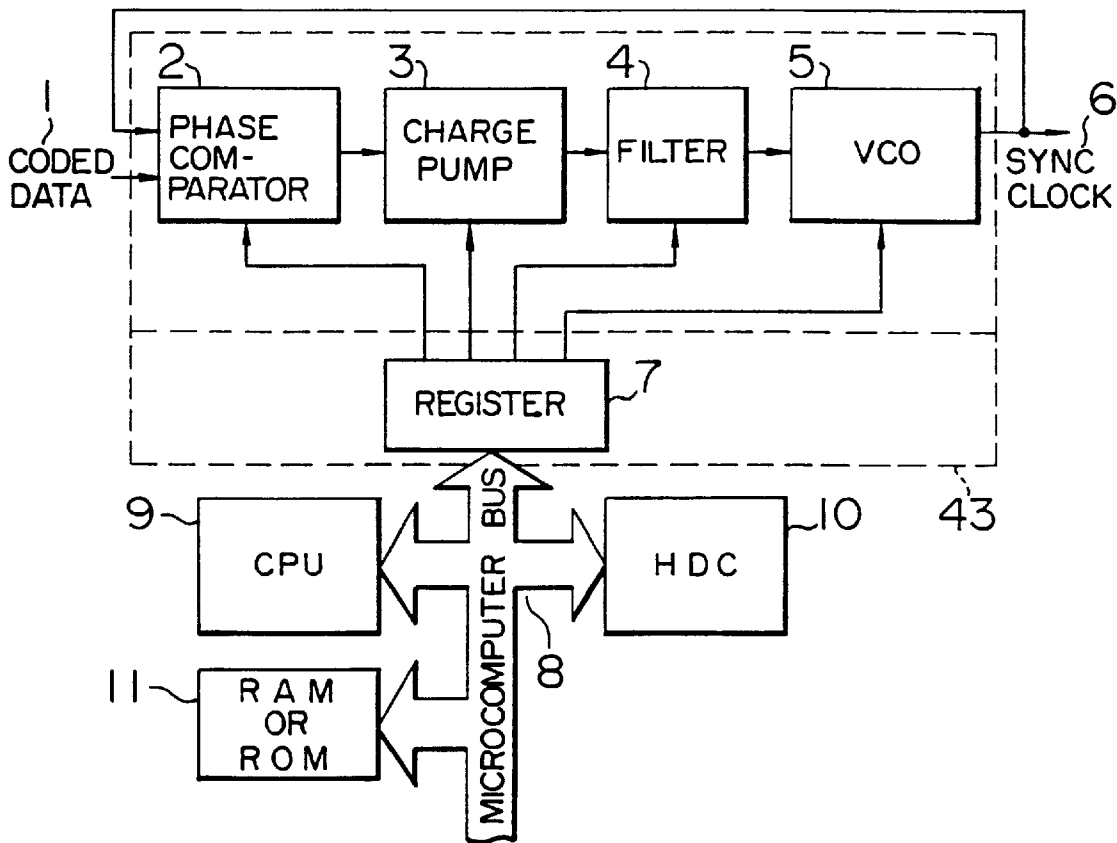 2
3
4
5
6
1
PHASE
COM-
PARATOR
CHARGE
PUMP
FILTER
VCO
CODED
DATA
SYNC
CLOCK
REGISTER
7
43
MICROCOMPUTER BUS
8
9
CPU
10
HDC
11
RAM
OR
ROM